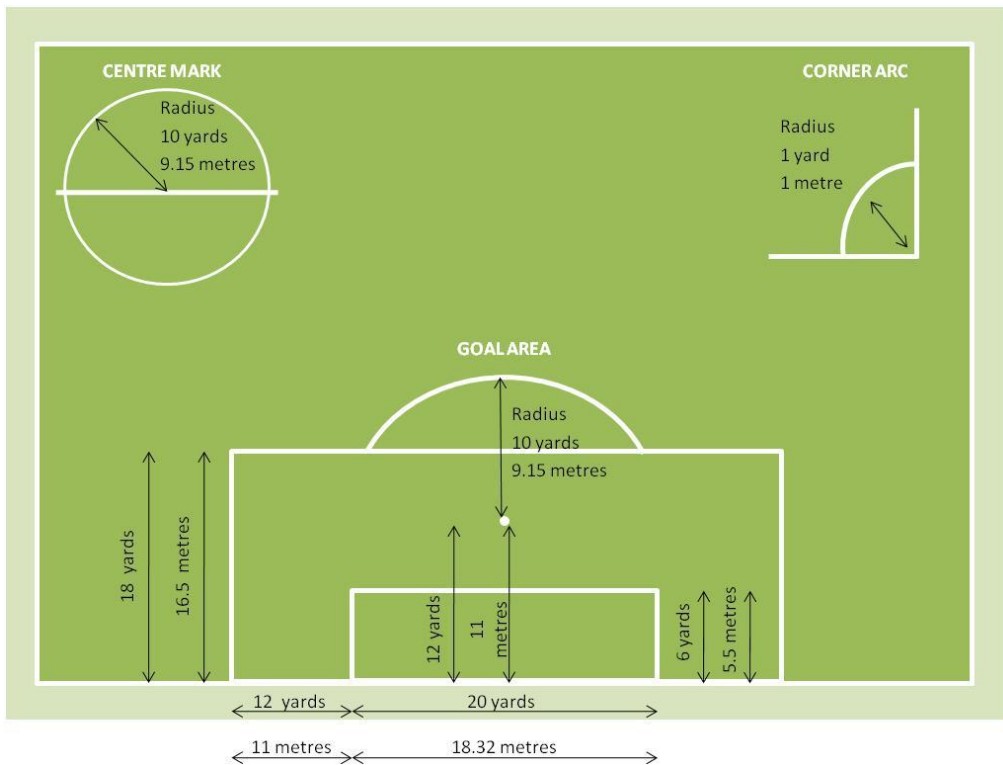 CENTRE MARK
Radius
10 yards
9.15 metres
CORNER ARC
Radius
1 yard
1 metre
GOAL AREA
Radius
10 yards
9.15 metres
18 yards
16.5 metres
12 yards
11
metres
6 yards
5.5 metres
12 yards
20 yards
11 metres
18.32 metres